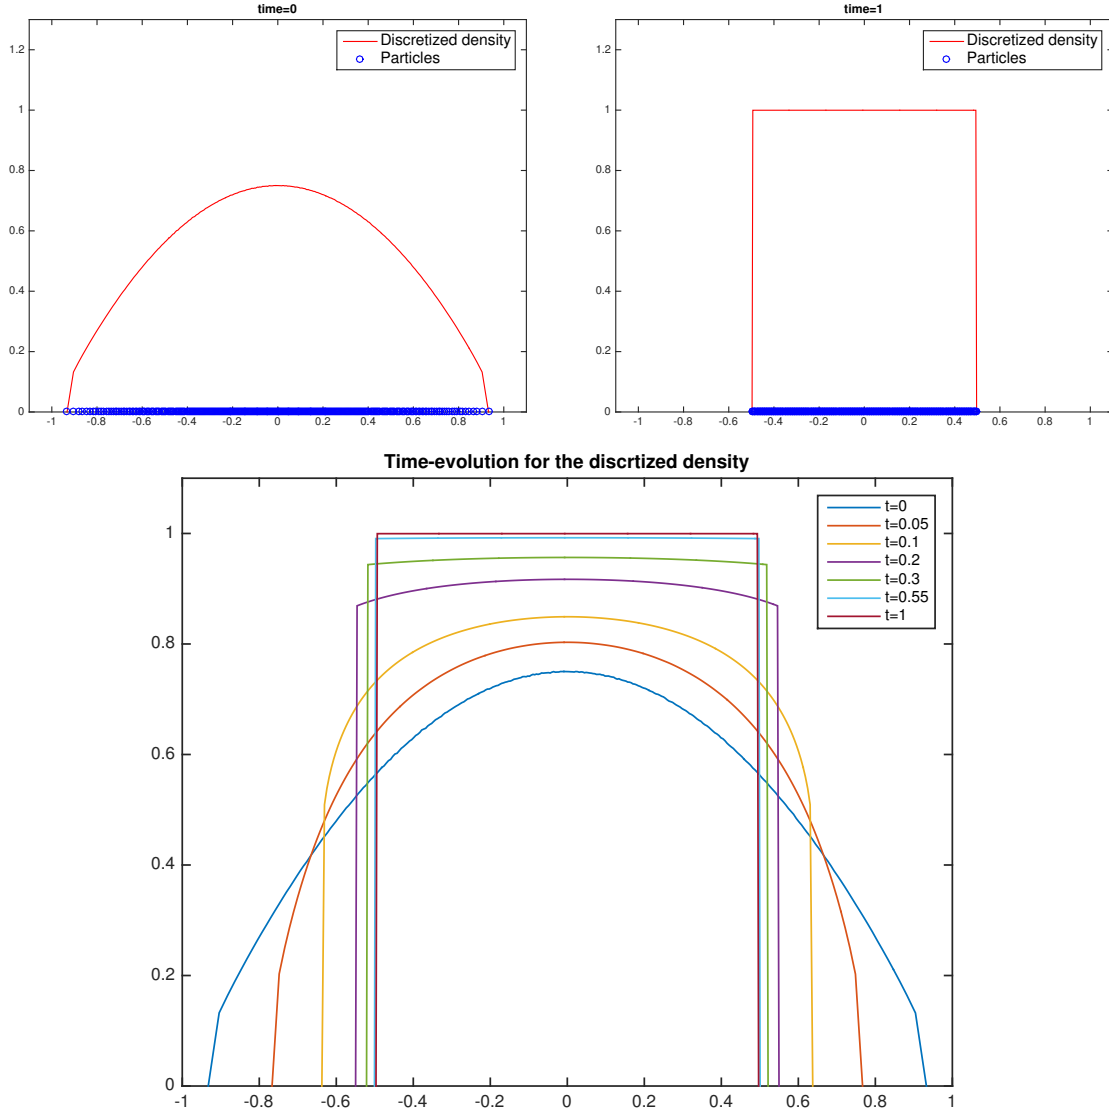 time=0
1.2
1
0.8
0.6
0.4
0.2
0
-1 -0.8 -0.6 -0.4 -0.2 0 0.2 0.4 0.6 0.8 1
Discretized density
Particles
time=1
1.2
1
0.8
0.6
0.4
0.2
0
-1 -0.8 -0.6 -0.4 -0.2 0 0.2 0.4 0.6 0.8 1
Discretized density
Particles
Time-evolution for the discrtized density
1
0.8
0.6
0.4
0.2
0
-1 -0.8 -0.6 -0.4 -0.2 0 0.2 0.4 0.6 0.8 1
t=0
t=0.05
t=0.1
t=0.2
t=0.3
t=0.55
t=1